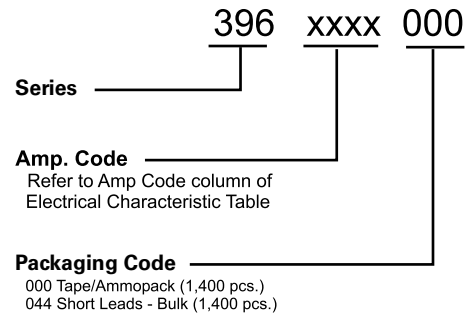 396 xxxx 000
Series
Amp. Code
Refer to Amp Code column of
Electrical Characteristic Table
Packaging Code
000 Tape/Ammopack (1,400 pcs.)
044 Short Leads - Bulk (1,400 pcs.)